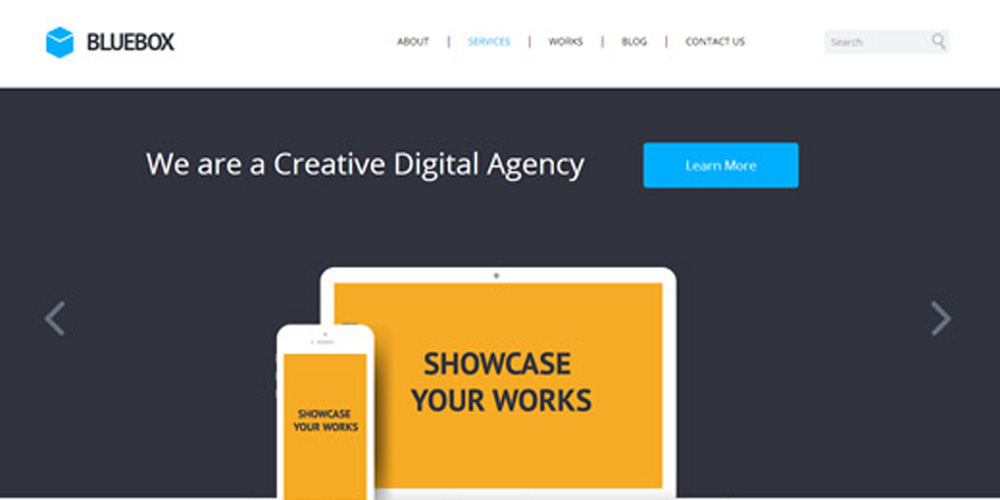 BLUEBOX
ABOUT | SERVICES | WORKS | BLOG | CONTACT US
Search
We are a Creative Digital Agency
Learn More
SHOWCASE
YOUR WORKS
SHOWCASE
YOUR WORKS